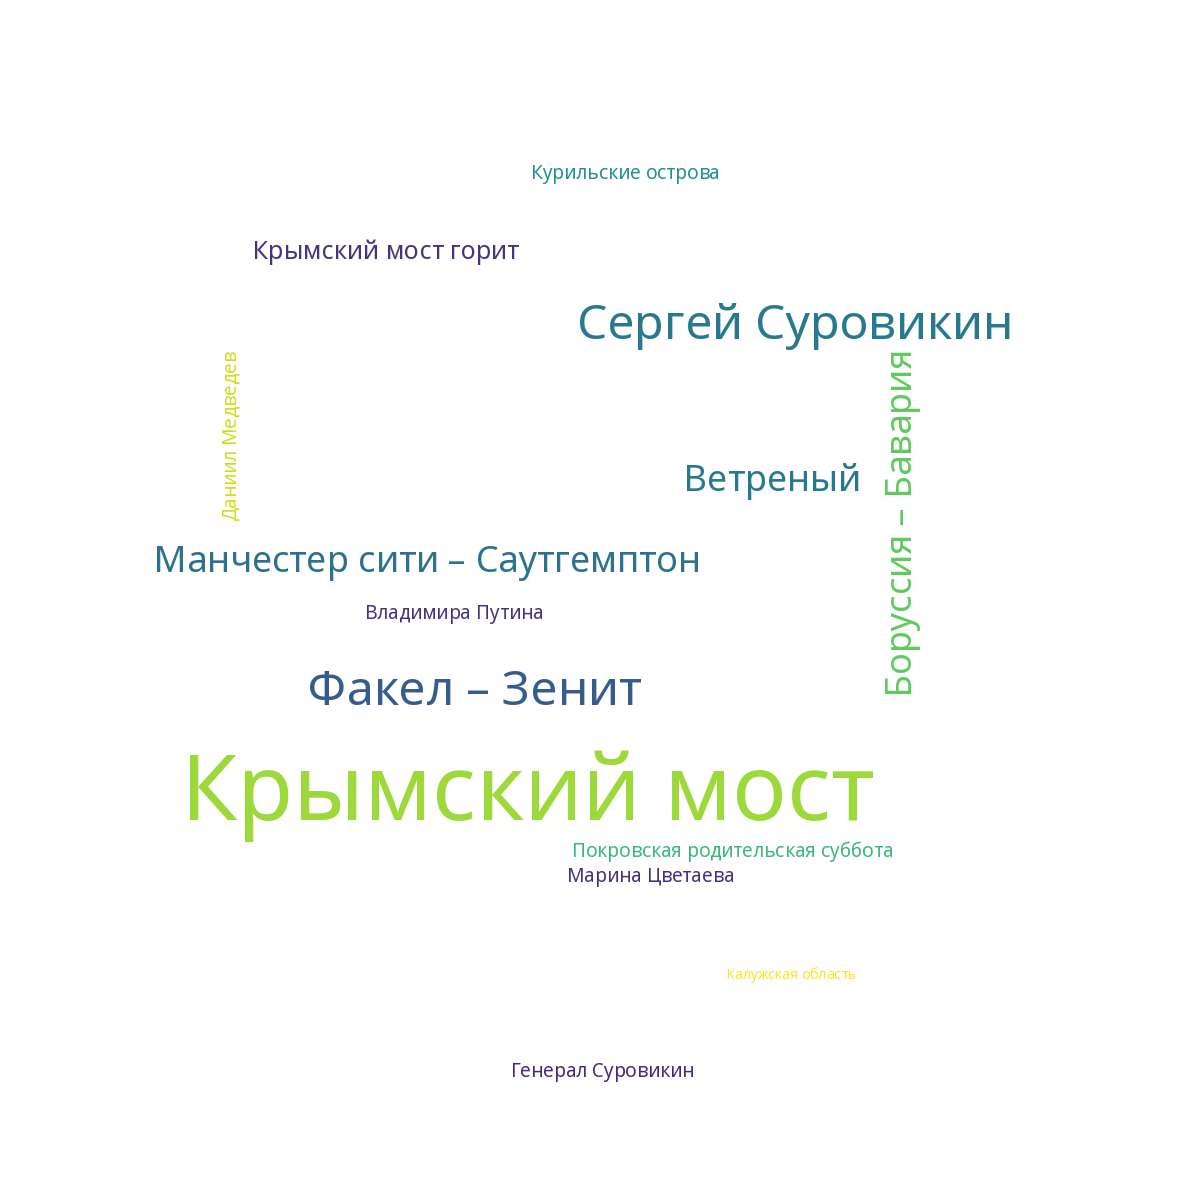 Курильские острова
Крымский мост горит
Сергей Суровикин
Даниил Медведев
Боруссия – Бавария
Ветреный
Манчестер сити – Саутгемптон
Владимира Путина
Факел – Зенит
Крымский мост
Покровская родительская суббота
Марина Цветаева
Калужская область
Генерал Суровикин